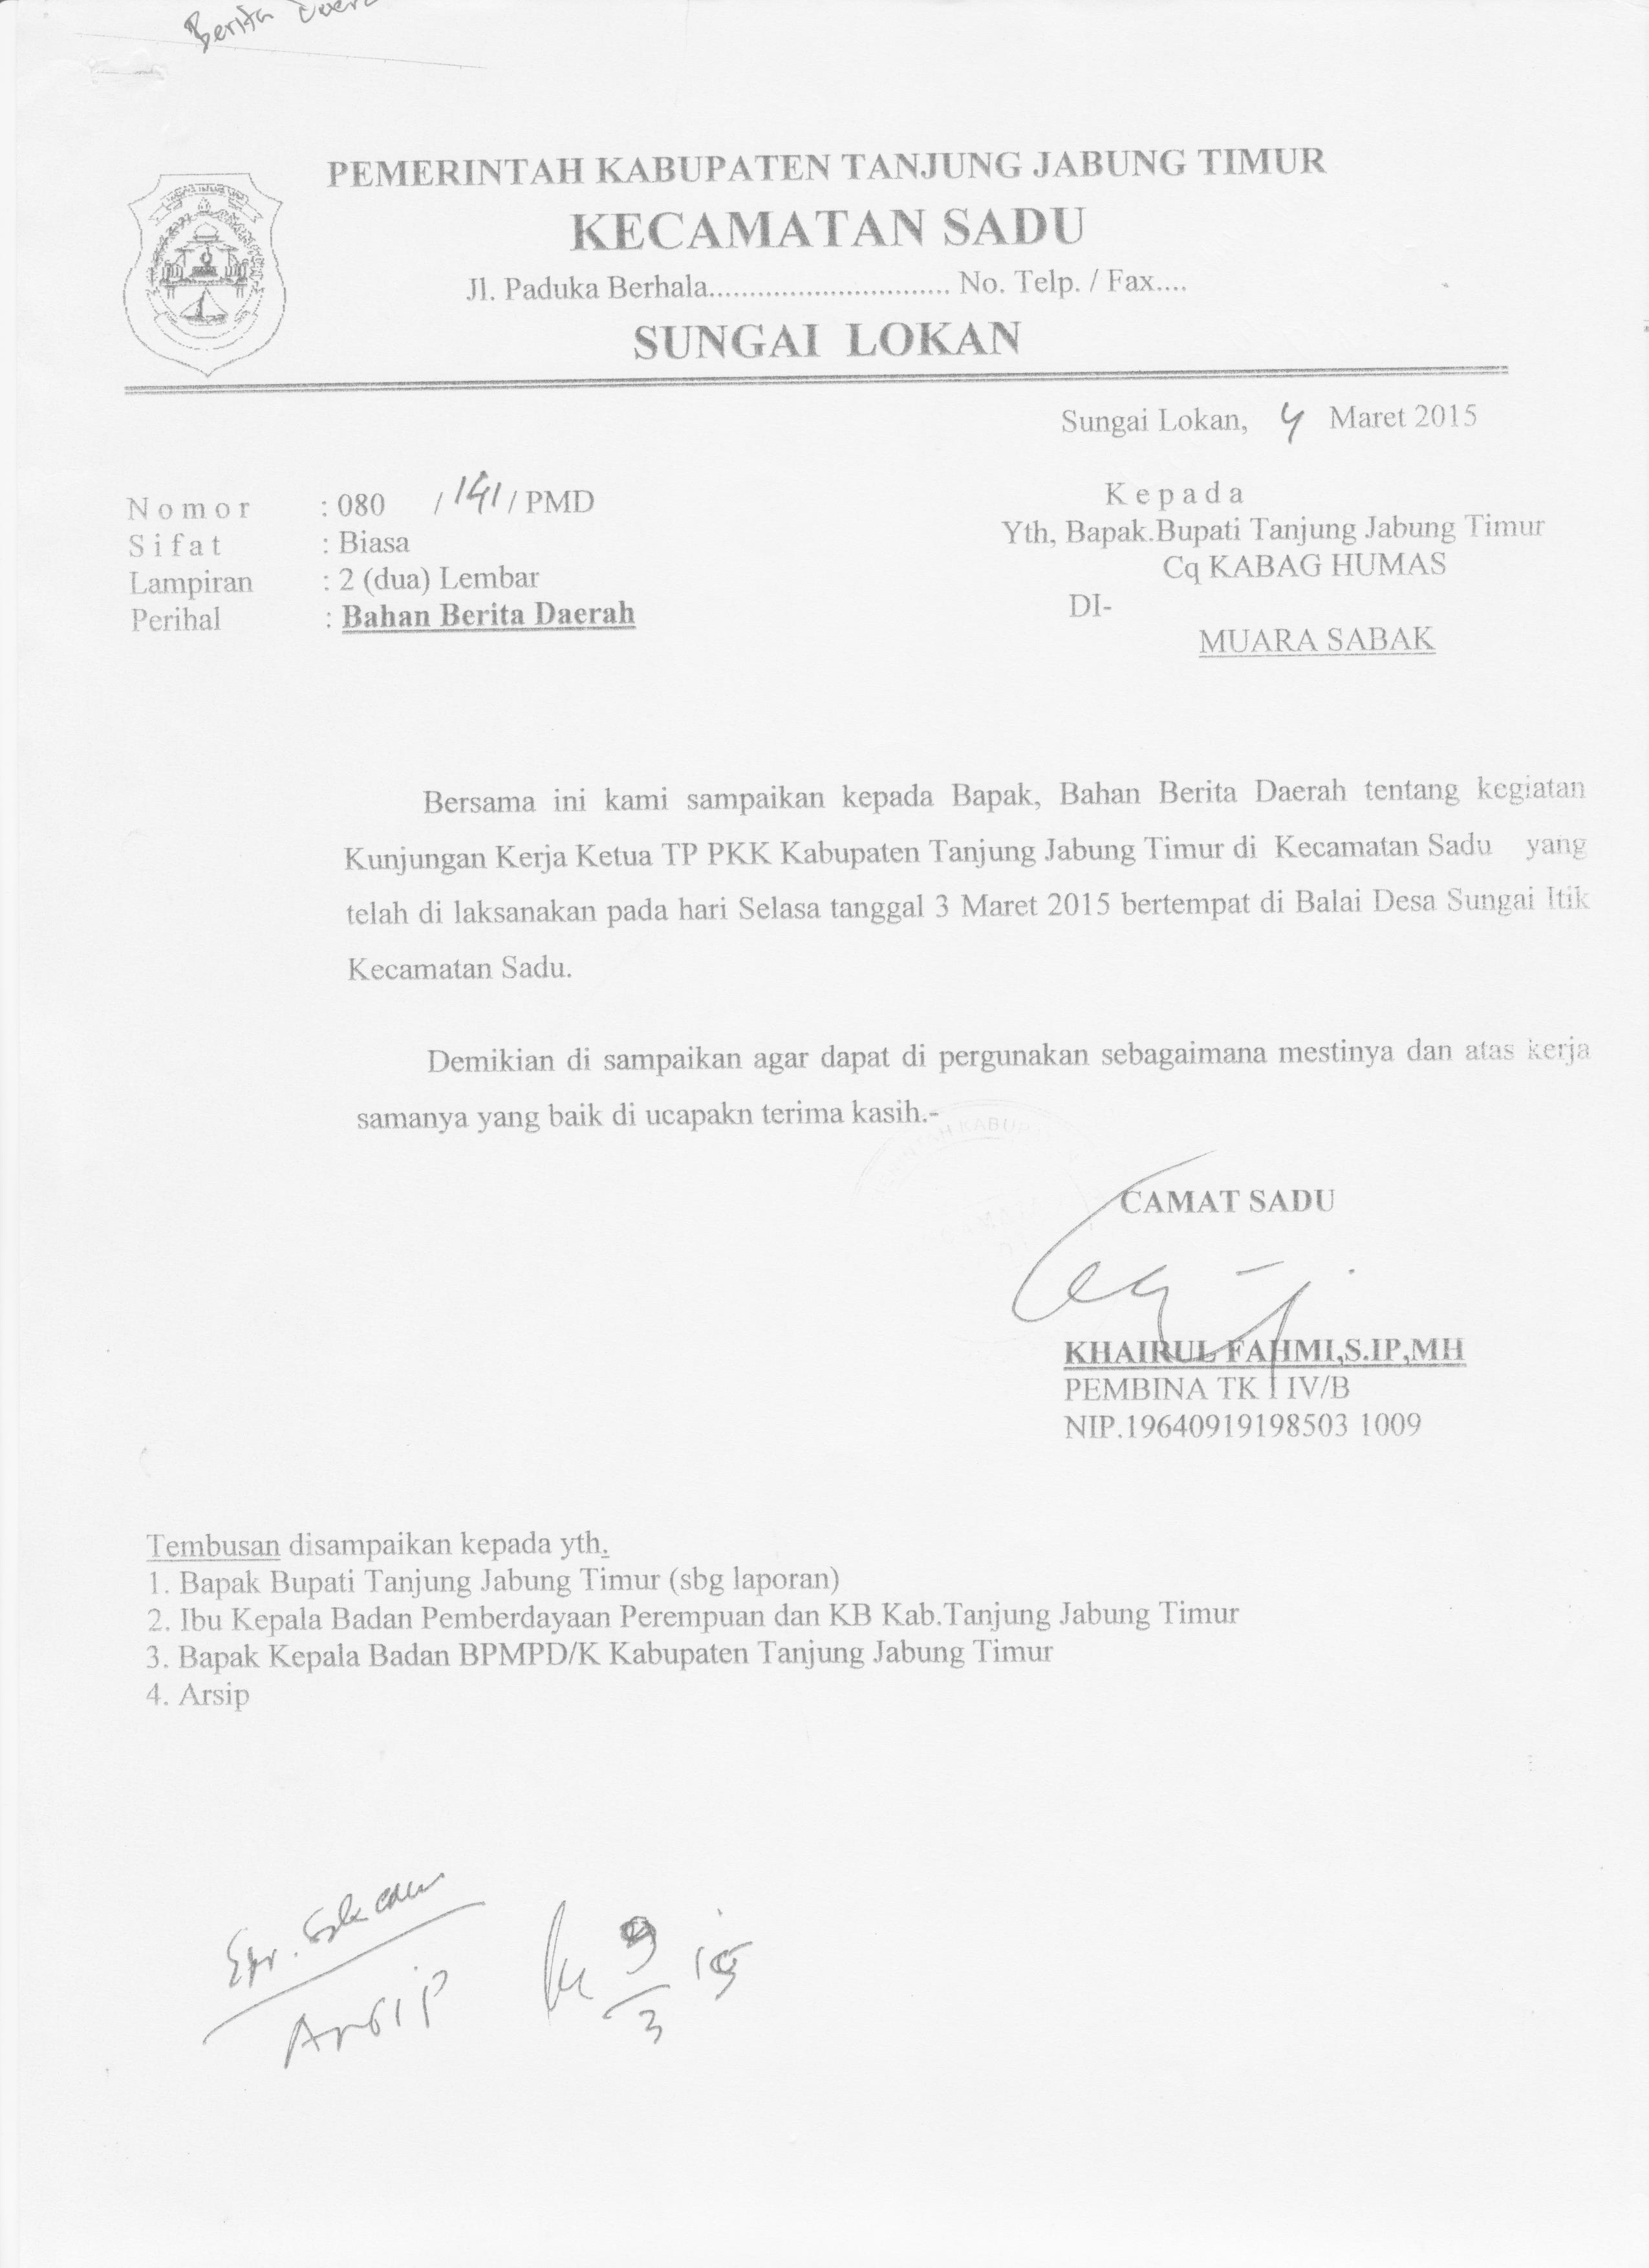 Berita
PEMERINTAH KABUPATEN TANJUNG JABUNG TIMUR
KECAMATAN SADU
Jl. Paduka Berhala.............................. No. Telp. / Fax....
SUNGAI LOKAN
Sungai Lokan, 4 Maret 2015
Nomor : 080 / 141 / PMD
Sifat : Biasa
Lampiran : 2 (dua) Lembar
Perihal : Bahan Berita Daerah
Kepada
Yth, Bapak.Bupati Tanjung Jabung Timur
Cq KABAG HUMAS
DI-
MUARA SABAK
Bersama ini kami sampaikan kepada Bapak, Bahan Berita Daerah tentang kegiatan
Kunjungan Kerja Ketua TP PKK Kabupaten Tanjung Jabung Timur di Kecamatan Sadu yang
telah di laksanakan pada hari Selasa tanggal 3 Maret 2015 bertempat di Balai Desa Sungai Itik
Kecamatan Sadu.
Demikian di sampaikan agar dapat di pergunakan sebagaimana mestinya dan atas kerja
samanya yang baik di ucapakn terima kasih.-
CAMAT SADU
KHAIRUL FAHMI,S.IP,MH
PEMBINA TK I IV/B
NIP.19640919198503 1009
Tembusan disampaikan kepada yth.
1. Bapak Bupati Tanjung Jabung Timur (sbg laporan)
2. Ibu Kepala Badan Pemberdayaan Perempuan dan KB Kab.Tanjung Jabung Timur
3. Bapak Kepala Badan BPMPD/K Kabupaten Tanjung Jabung Timur
4. Arsip
Arsip
9
3
15